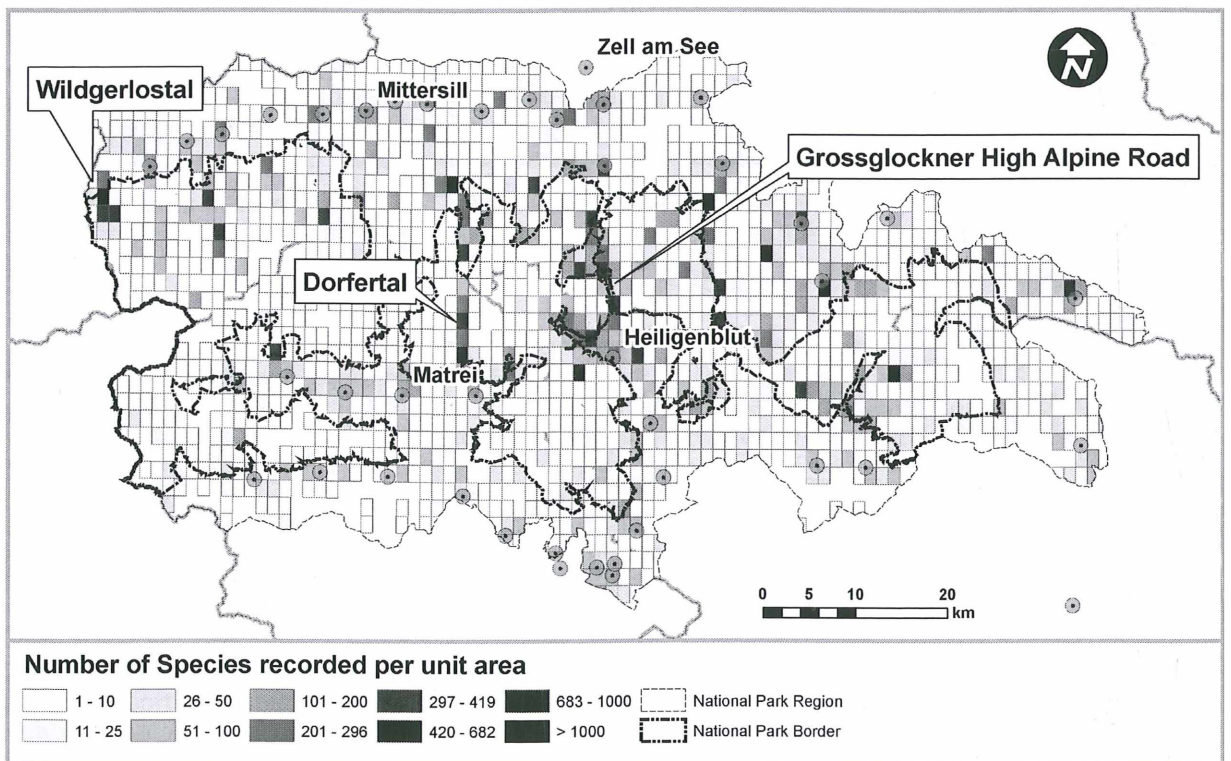 Zell am See
N
Wildgerlostal
Mittersill
Grossglockner High Alpine Road
Dorfertal
Heiligenblut
Matrei
0 5 10 20
km
Number of Species recorded per unit area
1 - 10
26 - 50
101 - 200
297 - 419
683 - 1000
National Park Region
11 - 25
51 - 100
201 - 296
420 - 682
> 1000
National Park Border